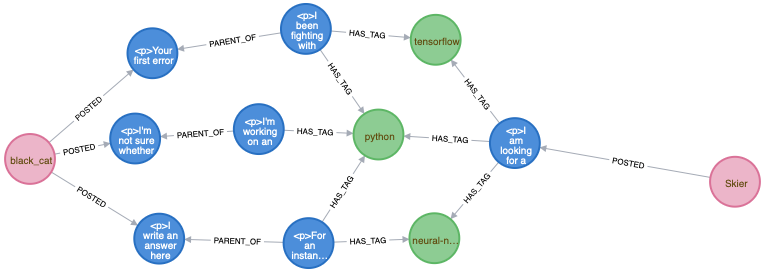 <p>I
been
fighting
with
HAS_TAG
tensorflow
PARENT_OF
<p>Your
first error
HAS_TAG
HAS_TAG
POSTED
<p>I'm
not sure
whether
PARENT_OF
<p>I'm
working
on an
HAS_TAG
python
HAS_TAG
<p>I
am
looking
for a
POSTED
black_cat
POSTED
POSTED
Skier
HAS_TAG
HAS_TAG
<p>I
write an
answer
here
PARENT_OF
<p>For
an
instan...
HAS_TAG
neural-n...